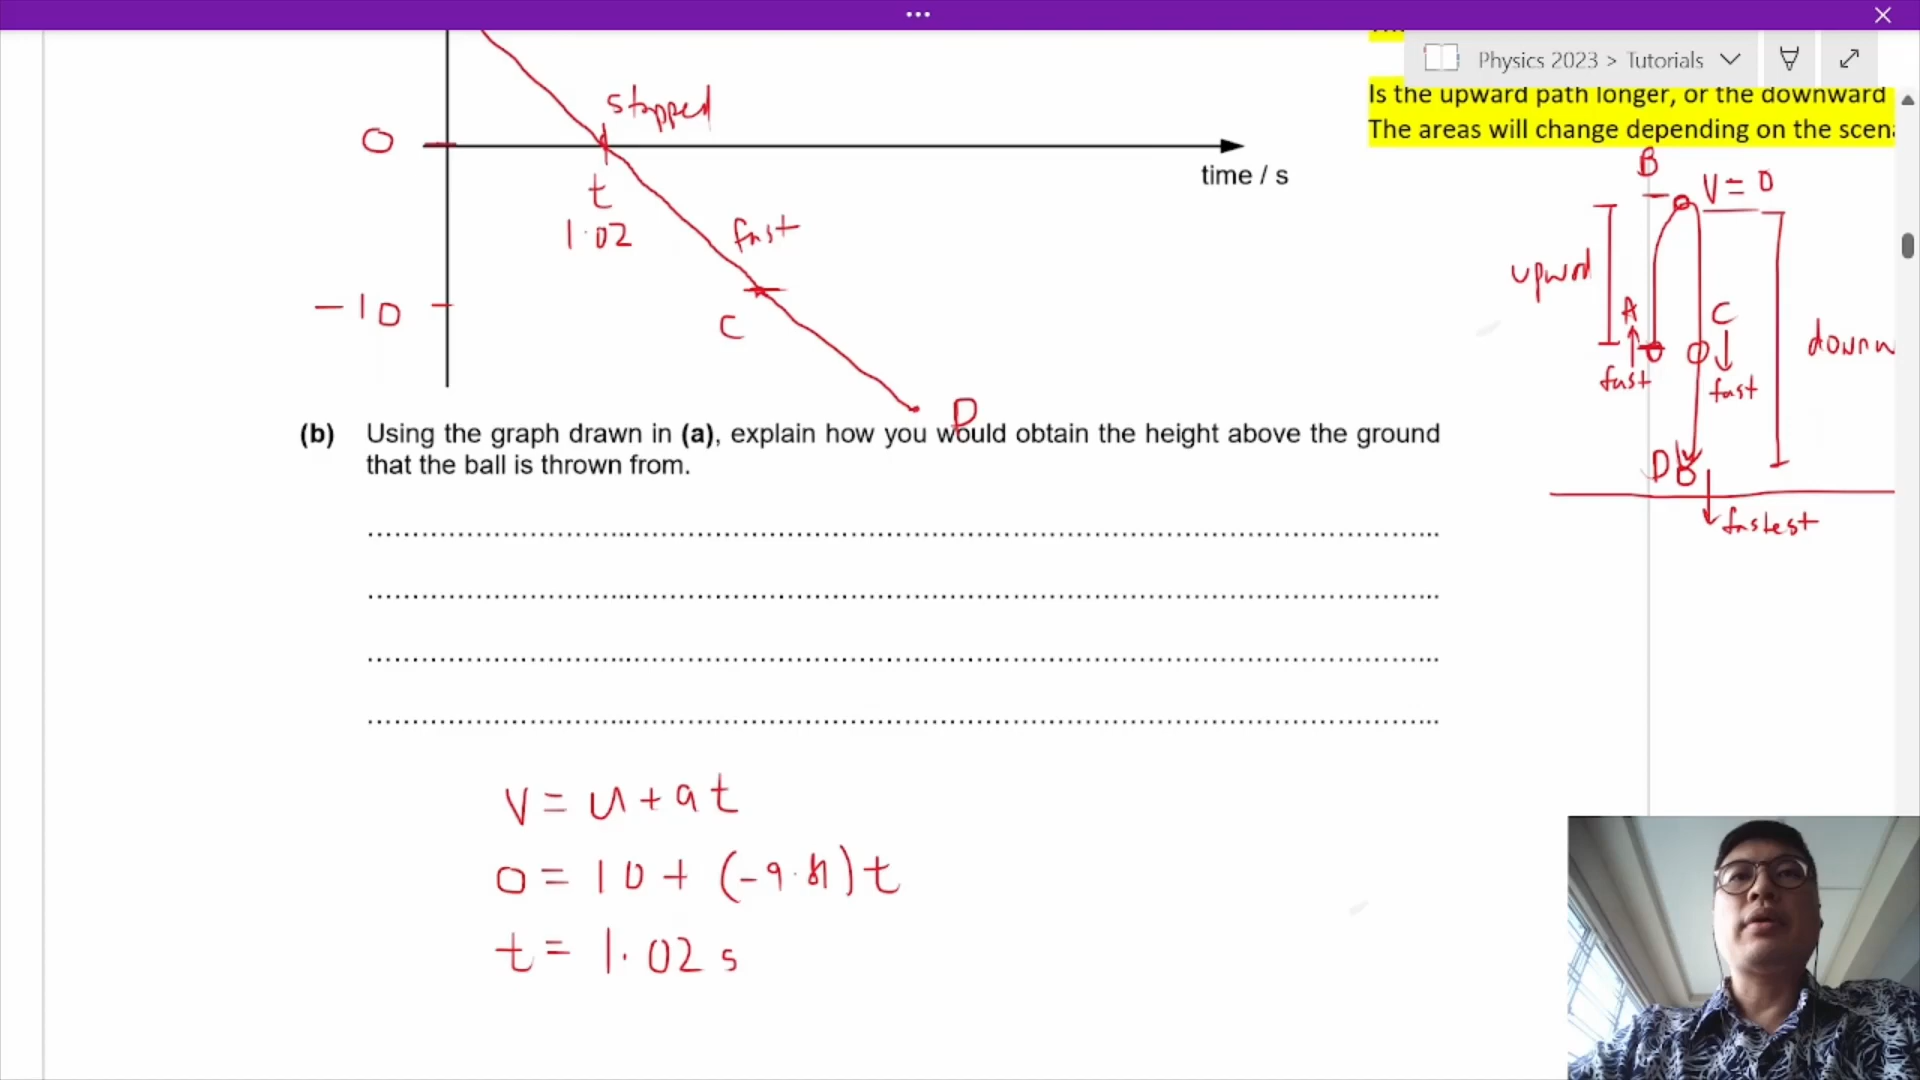 ...
Physics 2023 > Tutorials
Is the upward path longer, or the downward
The areas will change depending on the scena
stopped
0
time / s
t
1.02
fast
-10
C
D
B
V = 0
upwrd
A
C
fast
fast
downw
D
fastest
(b) Using the graph drawn in (a), explain how you would obtain the height above the ground
that the ball is thrown from.
v = u + at
0 = 10 + (-9.81)t
t = 1.02 s